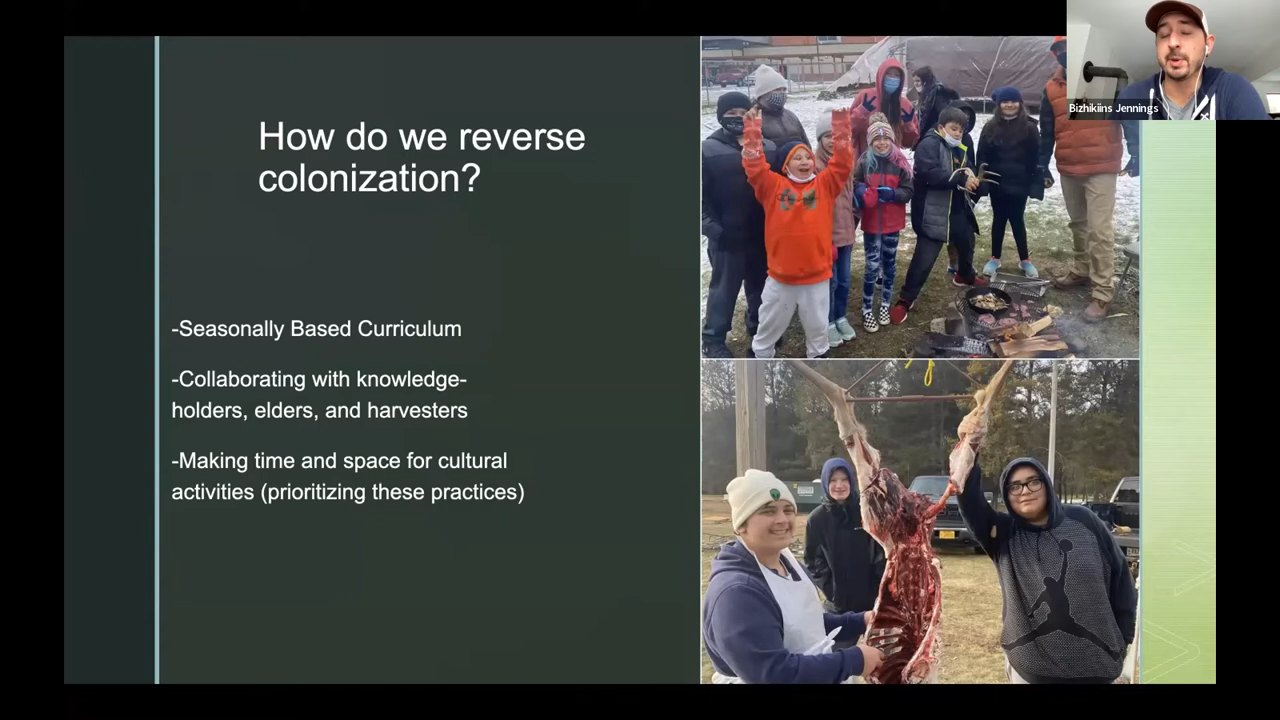 Bizhikiins Jennings
How do we reverse
colonization?
-Seasonally Based Curriculum
-Collaborating with knowledge-
holders, elders, and harvesters
-Making time and space for cultural
activities (prioritizing these practices)